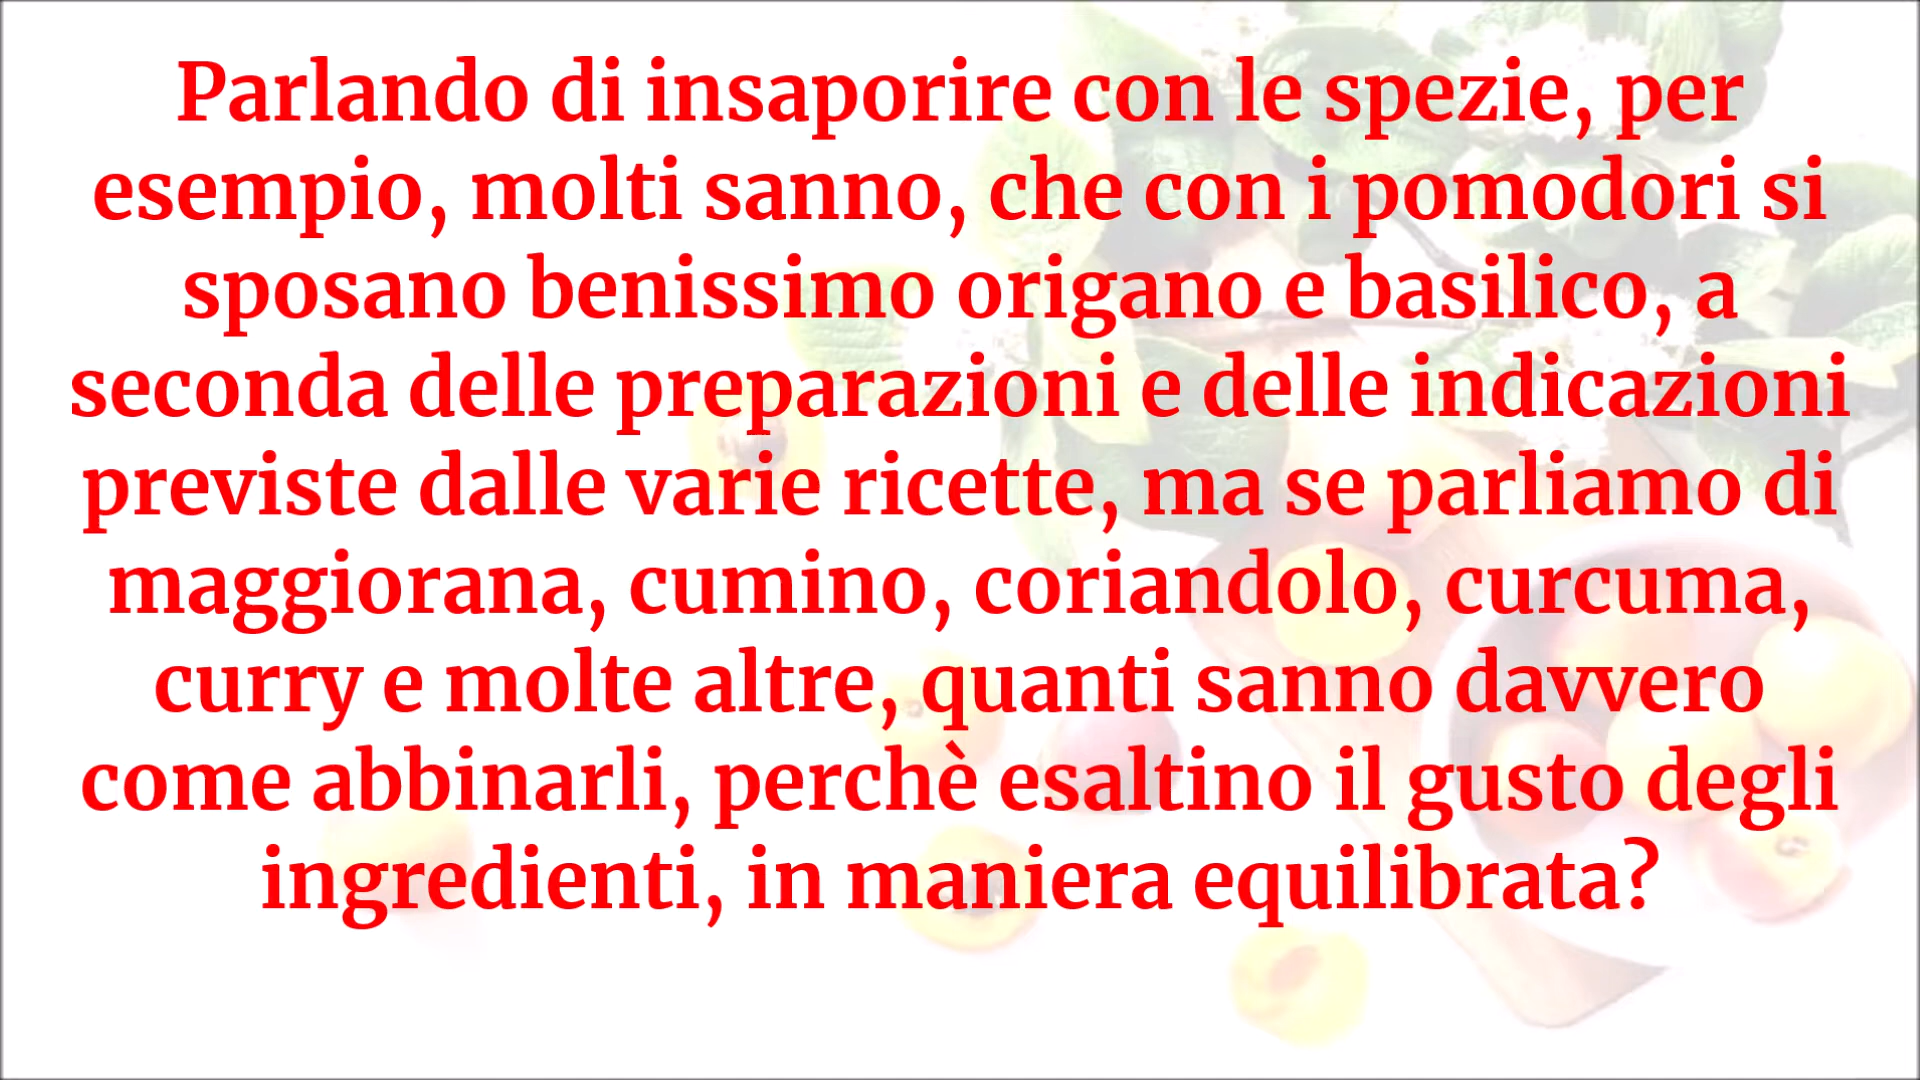 Parlando di insaporire con le spezie, per
esempio, molti sanno, che con i pomodori si
sposano benissimo origano e basilico, a
seconda delle preparazioni e delle indicazioni
previste dalle varie ricette, ma se parliamo di
maggiorana, cumino, coriandolo, curcuma,
curry e molte altre, quanti sanno davvero
come abbinarli, perchè esaltino il gusto degli
ingredienti, in maniera equilibrata?